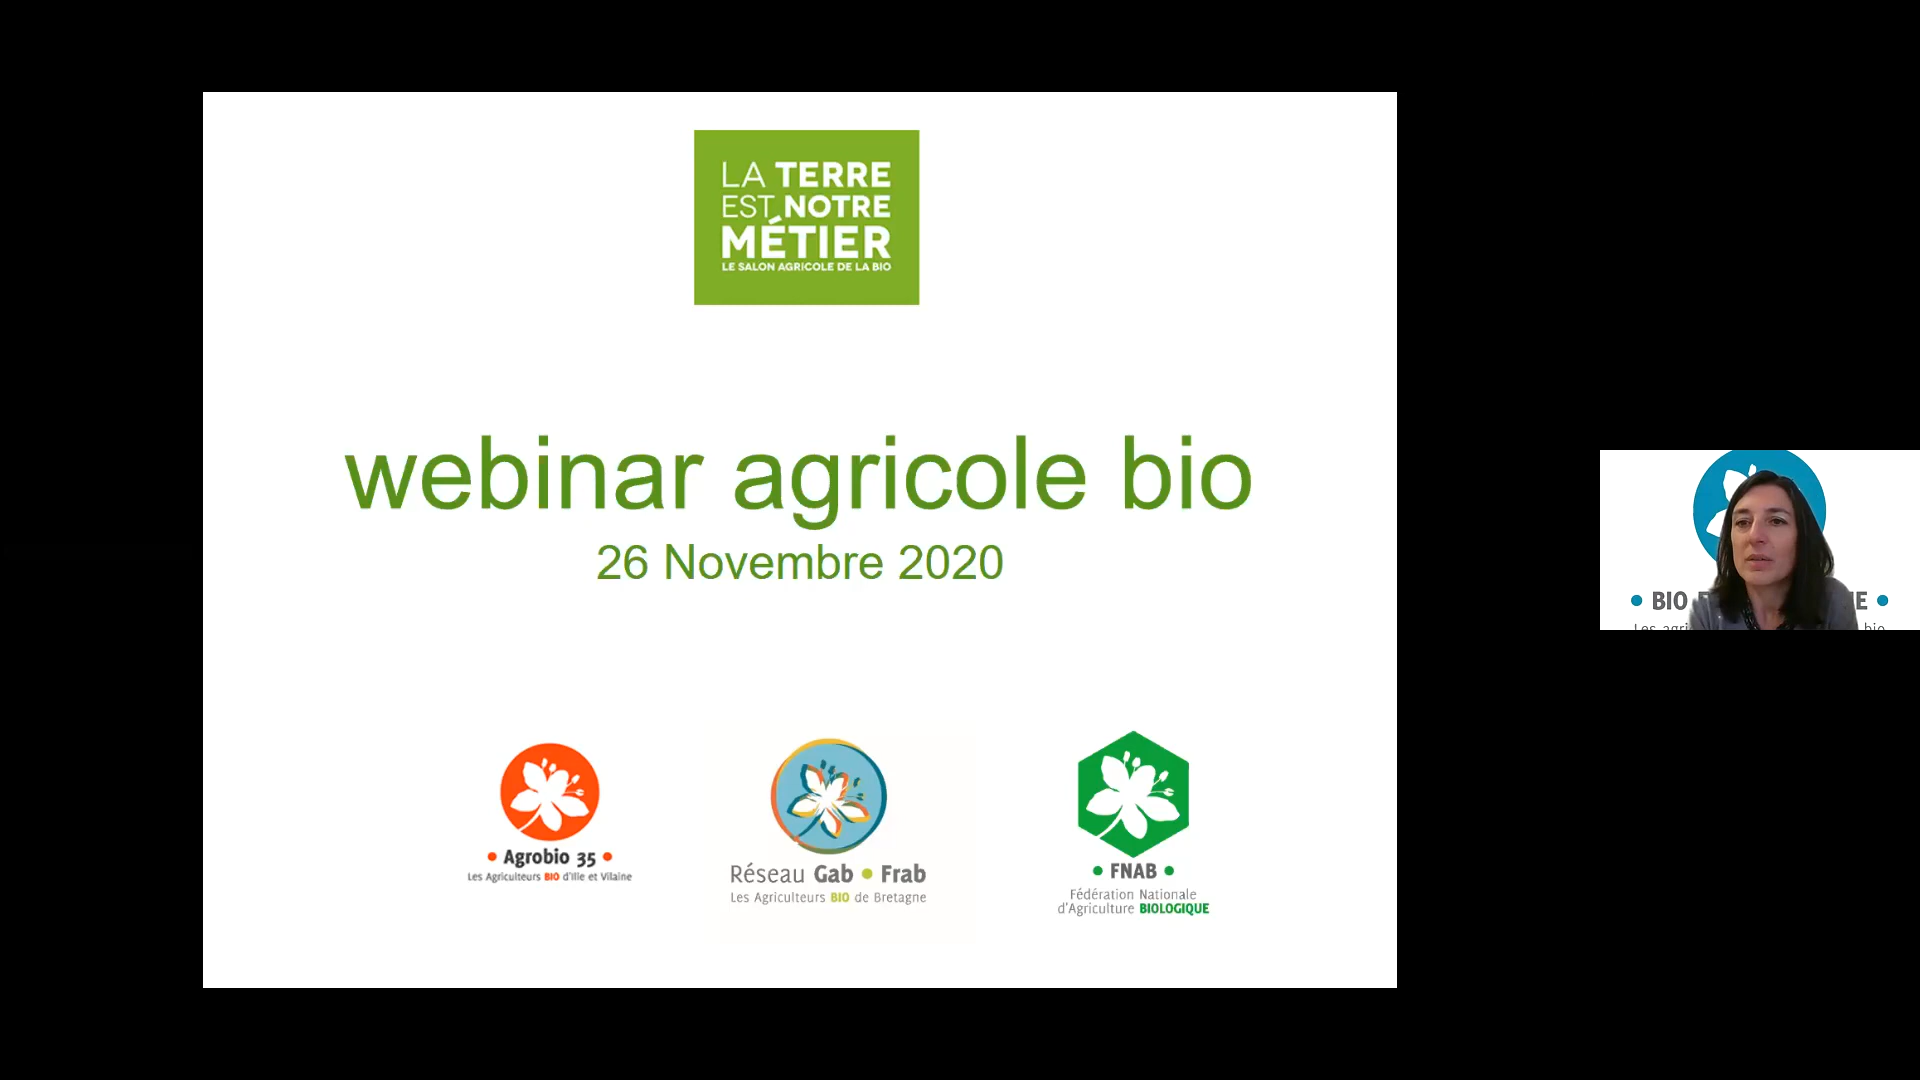 LA TERRE
EST NOTRE
MÉTIER
LE SALON AGRICOLE DE LA BIO
webinar agricole bio
26 Novembre 2020
• Agrobio 35 •
Les Agriculteurs BIO d'Ille et Vilaine
Réseau Gab • Frab
Les Agriculteurs BIO de Bretagne
• FNAB •
Fédération Nationale
d'Agriculture BIOLOGIQUE
• BIO E •
bio